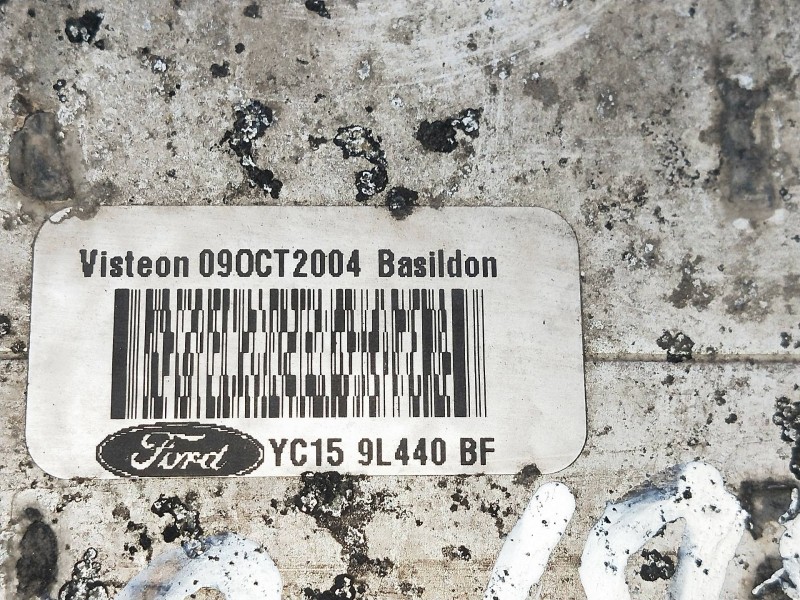 Visteon 09OCT2004 Basildon
Ford YC15 9L440 BF